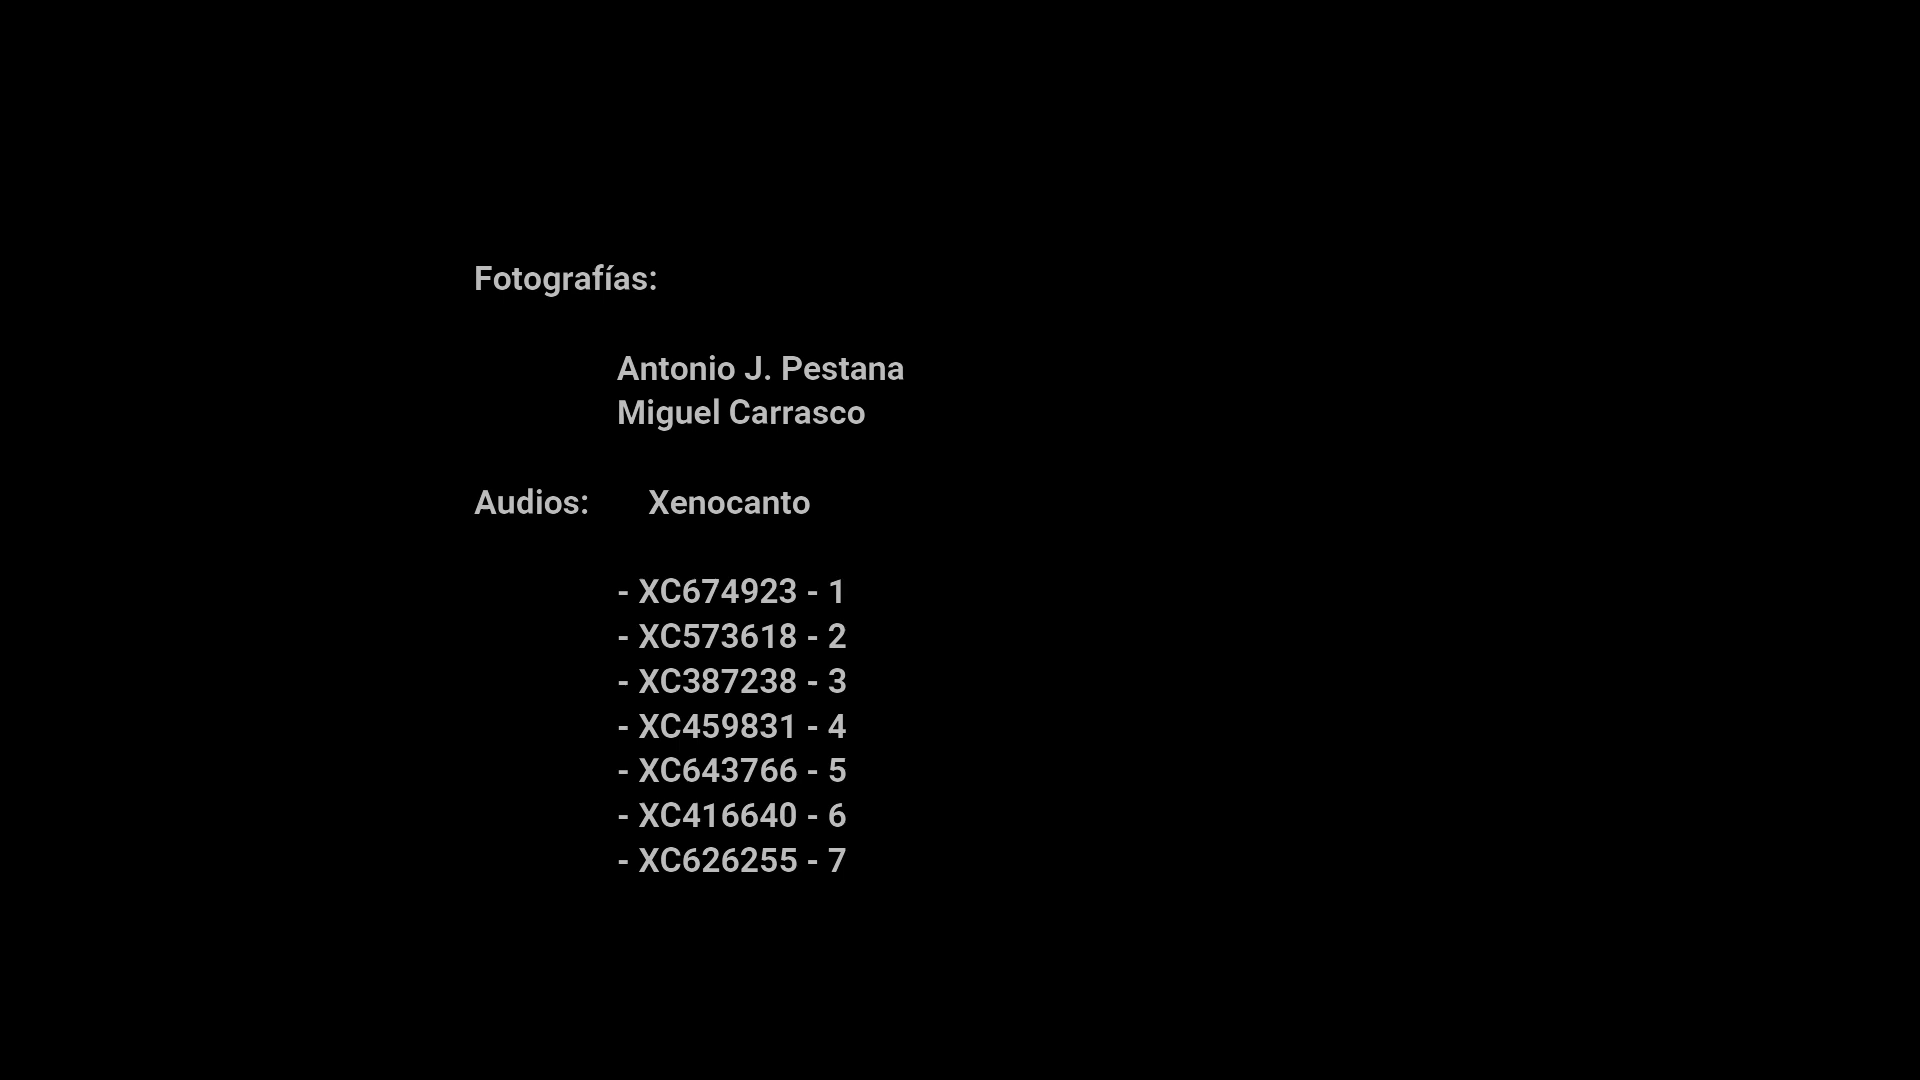 Fotografías:
Antonio J. Pestana
Miguel Carrasco
Audios: Xenocanto
- XC674923 - 1
- XC573618 - 2
- XC387238 - 3
- XC459831 - 4
- XC643766 - 5
- XC416640 - 6
- XC626255 - 7